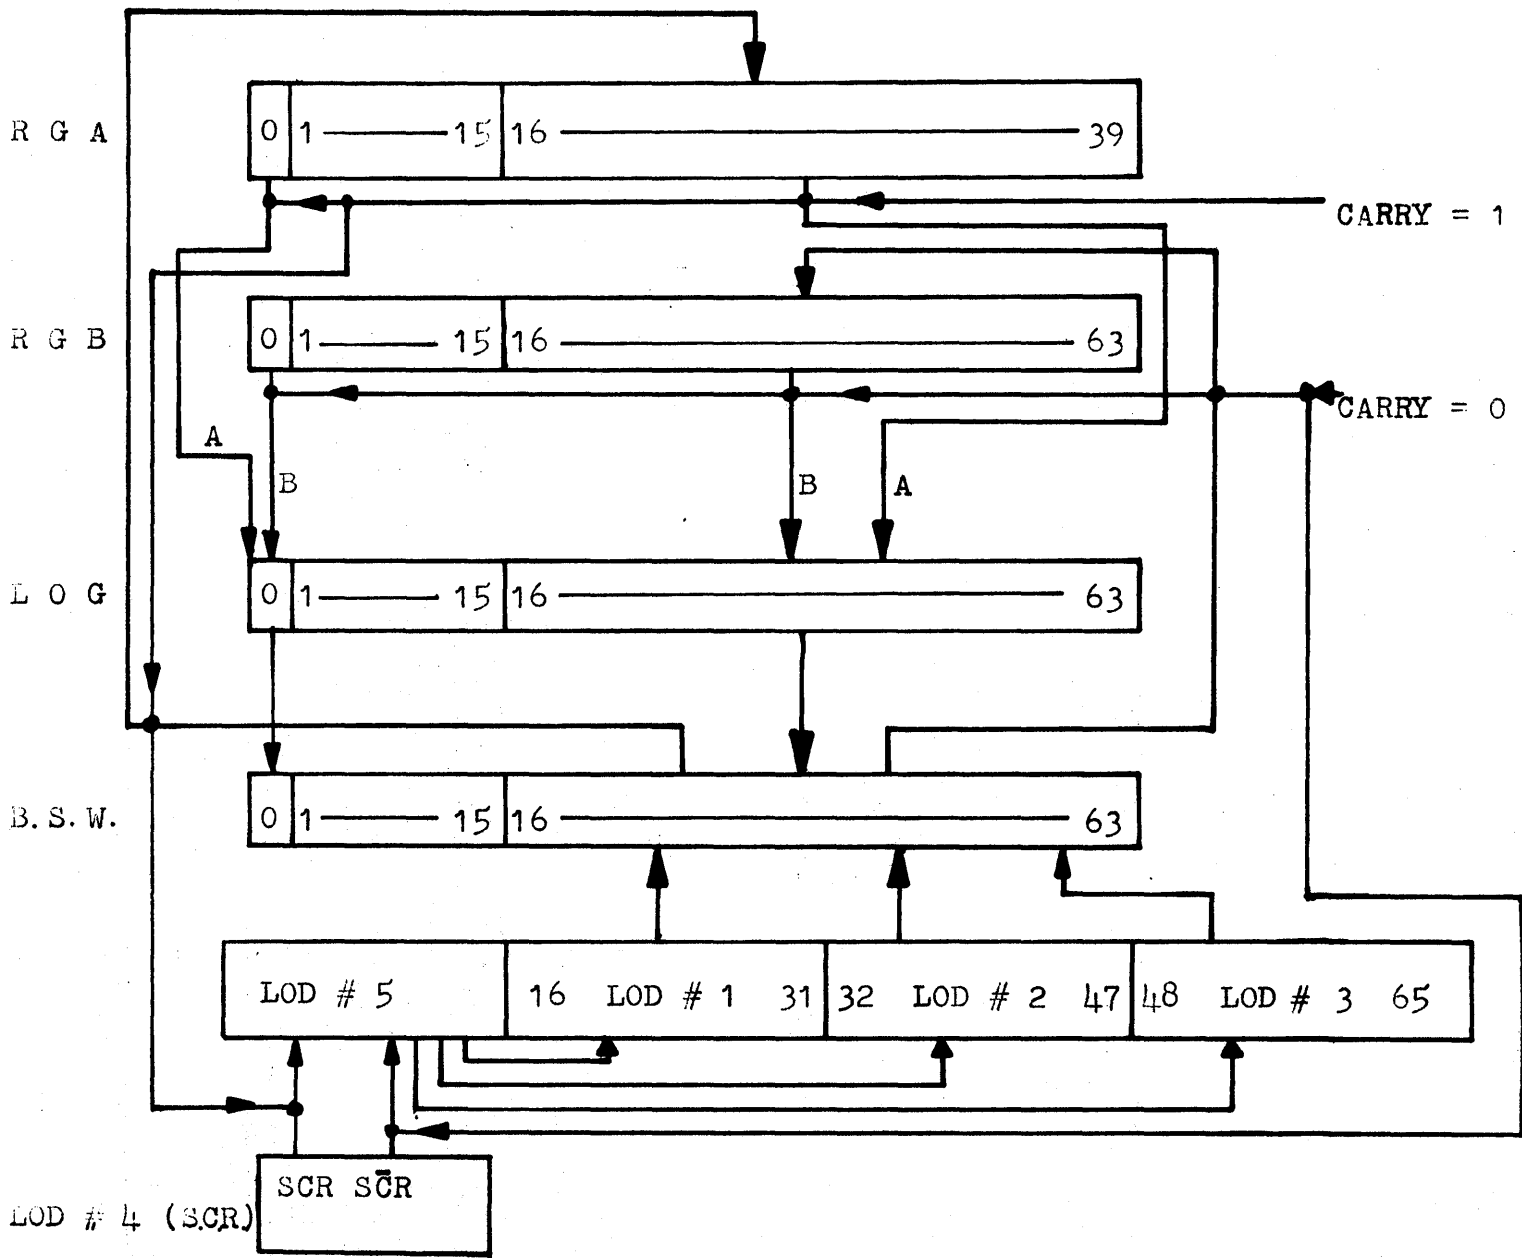 R G A 0 1 15 16 39
CARRY = 1
R G B 0 1 15 16 63
CARRY = 0
A
B B A
L O G 0 1 15 16 63
B.S.W. 0 1 15 16 63
LOD # 5 16 LOD # 1 31 32 LOD # 2 47 48 LOD # 3 65
SCR SC̄R
LOD # 4 (S.CR)